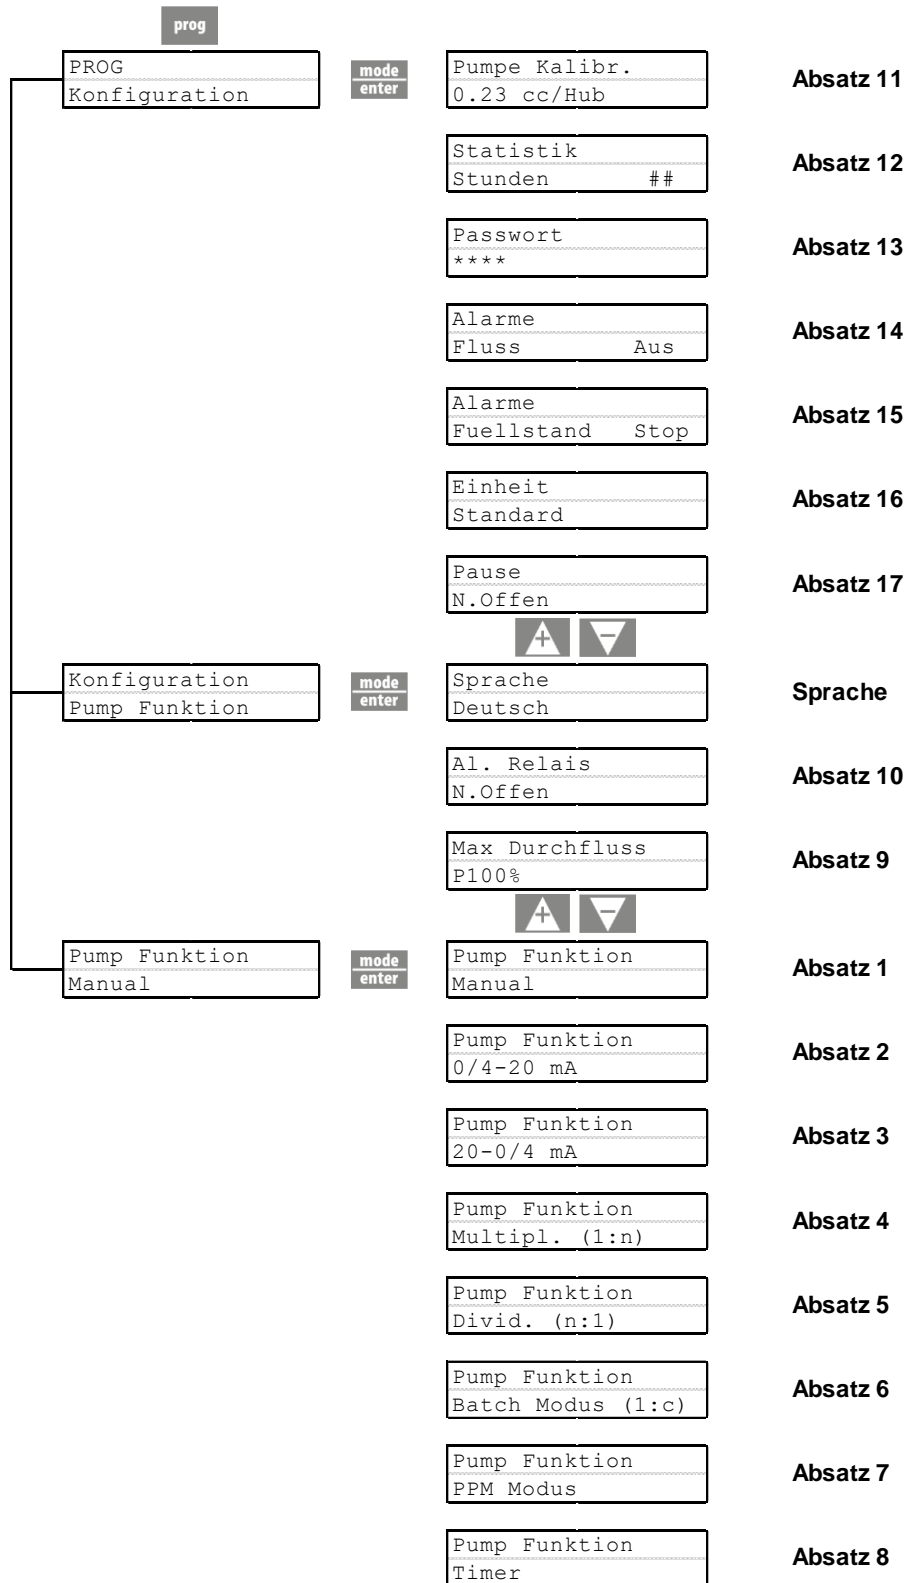 prog
PROG
Konfiguration
mode
enter
Pumpe Kalibr.
0.23 cc/Hub
Absatz 11
Statistik
Stunden ##
Absatz 12
Passwort
****
Absatz 13
Alarme
Fluss Aus
Absatz 14
Alarme
Fuellstand Stop
Absatz 15
Einheit
Standard
Absatz 16
Pause
N.Offen
Absatz 17
+ −
Konfiguration
Pump Funktion
mode
enter
Sprache
Deutsch
Sprache
Al. Relais
N.Offen
Absatz 10
Max Durchfluss
P100%
Absatz 9
+ −
Pump Funktion
Manual
mode
enter
Pump Funktion
Manual
Absatz 1
Pump Funktion
0/4-20 mA
Absatz 2
Pump Funktion
20-0/4 mA
Absatz 3
Pump Funktion
Multipl. (1:n)
Absatz 4
Pump Funktion
Divid. (n:1)
Absatz 5
Pump Funktion
Batch Modus (1:c)
Absatz 6
Pump Funktion
PPM Modus
Absatz 7
Pump Funktion
Timer
Absatz 8